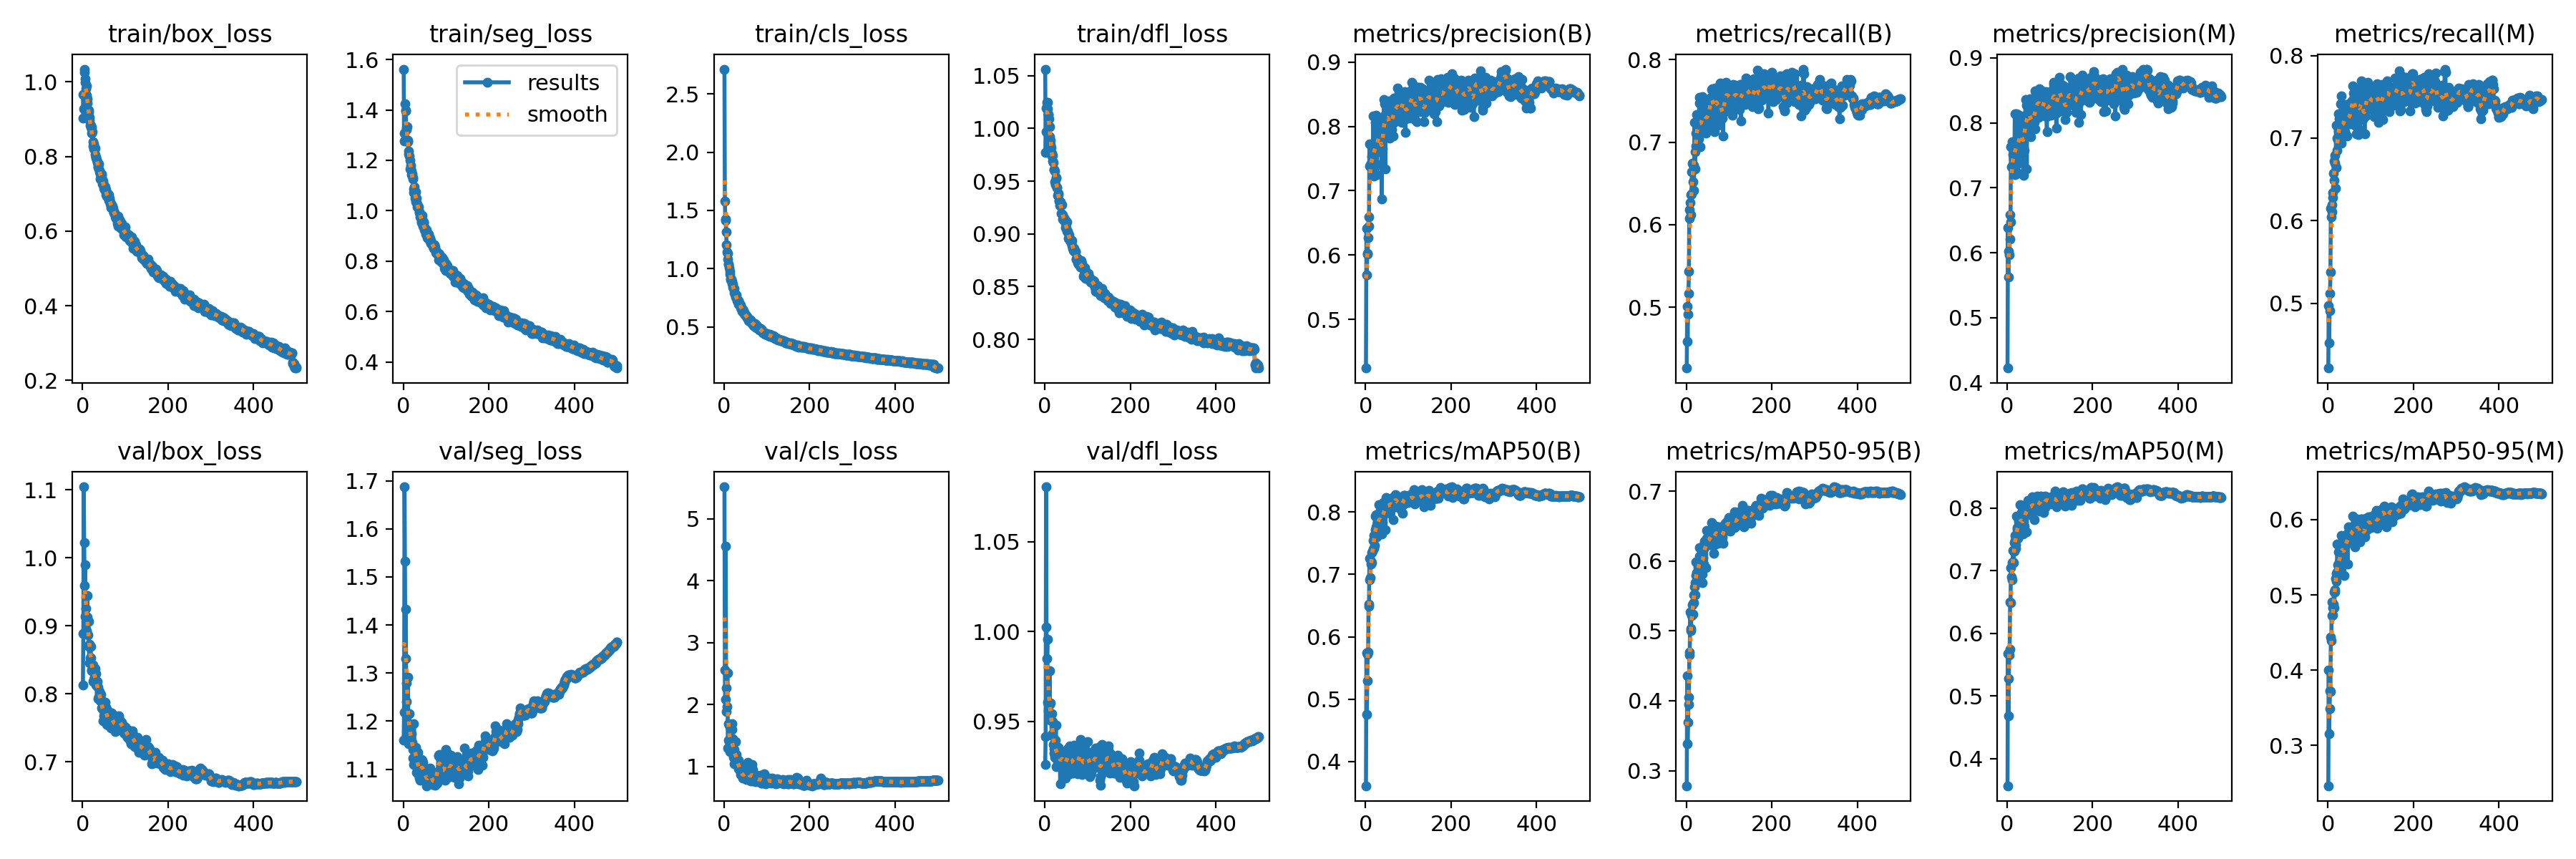 train/box_loss
train/seg_loss
train/cls_loss
train/dfl_loss
metrics/precision(B)
metrics/recall(B)
metrics/precision(M)
metrics/recall(M)
results
smooth
1.0
0.8
0.6
0.4
0.2
0 200 400
1.6
1.4
1.2
1.0
0.8
0.6
0.4
0 200 400
2.5
2.0
1.5
1.0
0.5
0 200 400
1.05
1.00
0.95
0.90
0.85
0.80
0 200 400
0.9
0.8
0.7
0.6
0.5
0 200 400
0.8
0.7
0.6
0.5
0 200 400
0.9
0.8
0.7
0.6
0.5
0.4
0 200 400
0.8
0.7
0.6
0.5
0 200 400
val/box_loss
val/seg_loss
val/cls_loss
val/dfl_loss
metrics/mAP50(B)
metrics/mAP50-95(B)
metrics/mAP50(M)
metrics/mAP50-95(M)
1.1
1.0
0.9
0.8
0.7
0 200 400
1.7
1.6
1.5
1.4
1.3
1.2
1.1
0 200 400
5
4
3
2
1
0 200 400
1.05
1.00
0.95
0 200 400
0.8
0.7
0.6
0.5
0.4
0 200 400
0.7
0.6
0.5
0.4
0.3
0 200 400
0.8
0.7
0.6
0.5
0.4
0 200 400
0.6
0.5
0.4
0.3
0 200 400